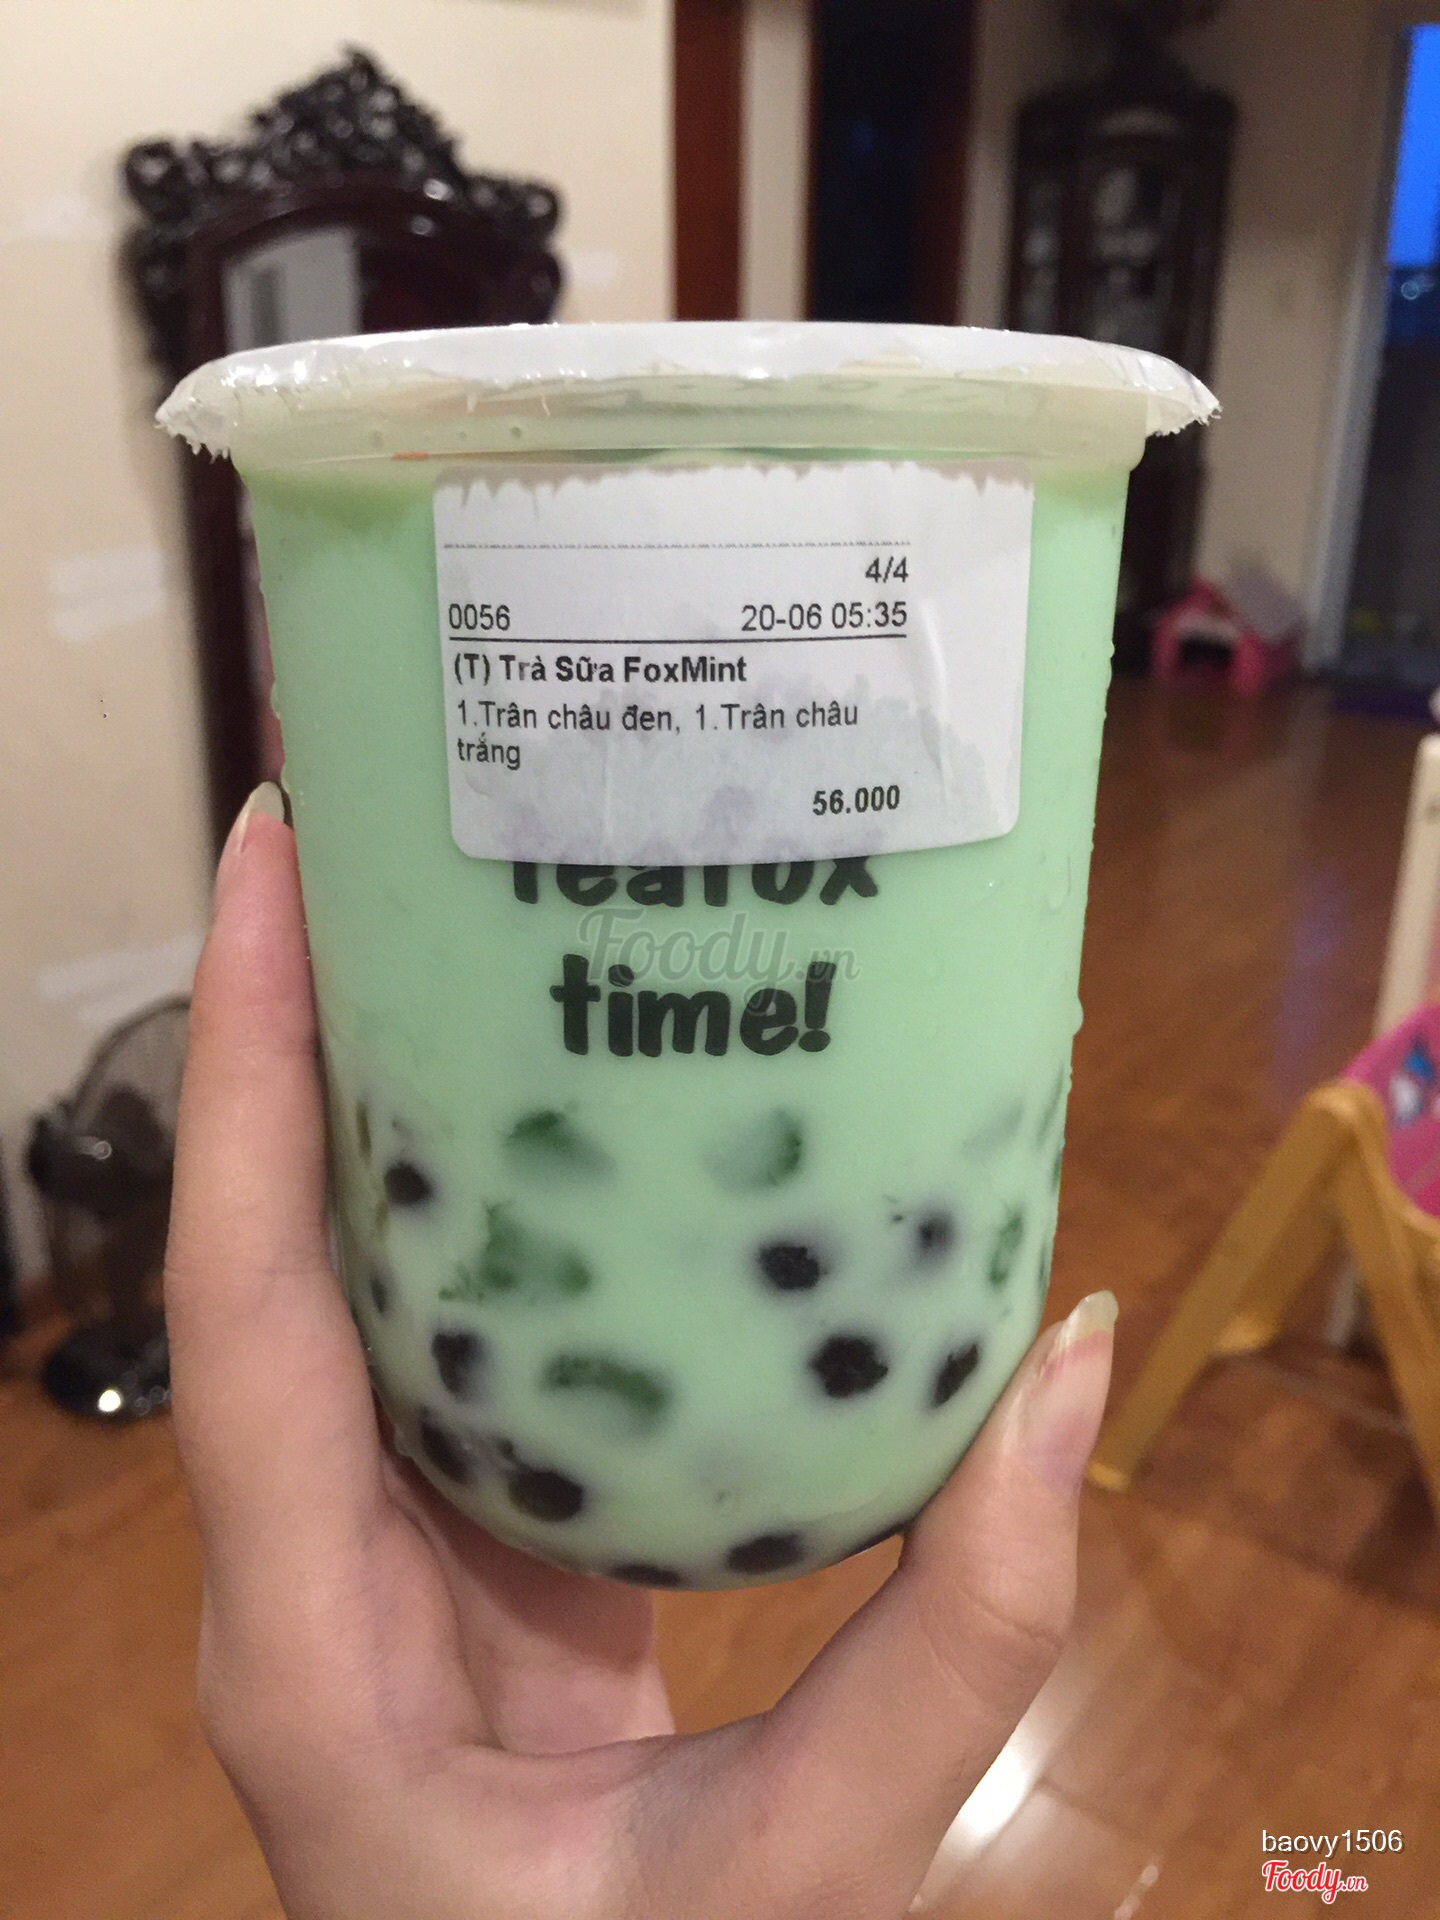 4/4
0056 20-06 05:35
(T) Trà Sữa FoxMint
1.Trân châu đen, 1.Trân châu
trắng
56.000
TeaFox
Foody.vn
time!
baovy1506
Foody.vn